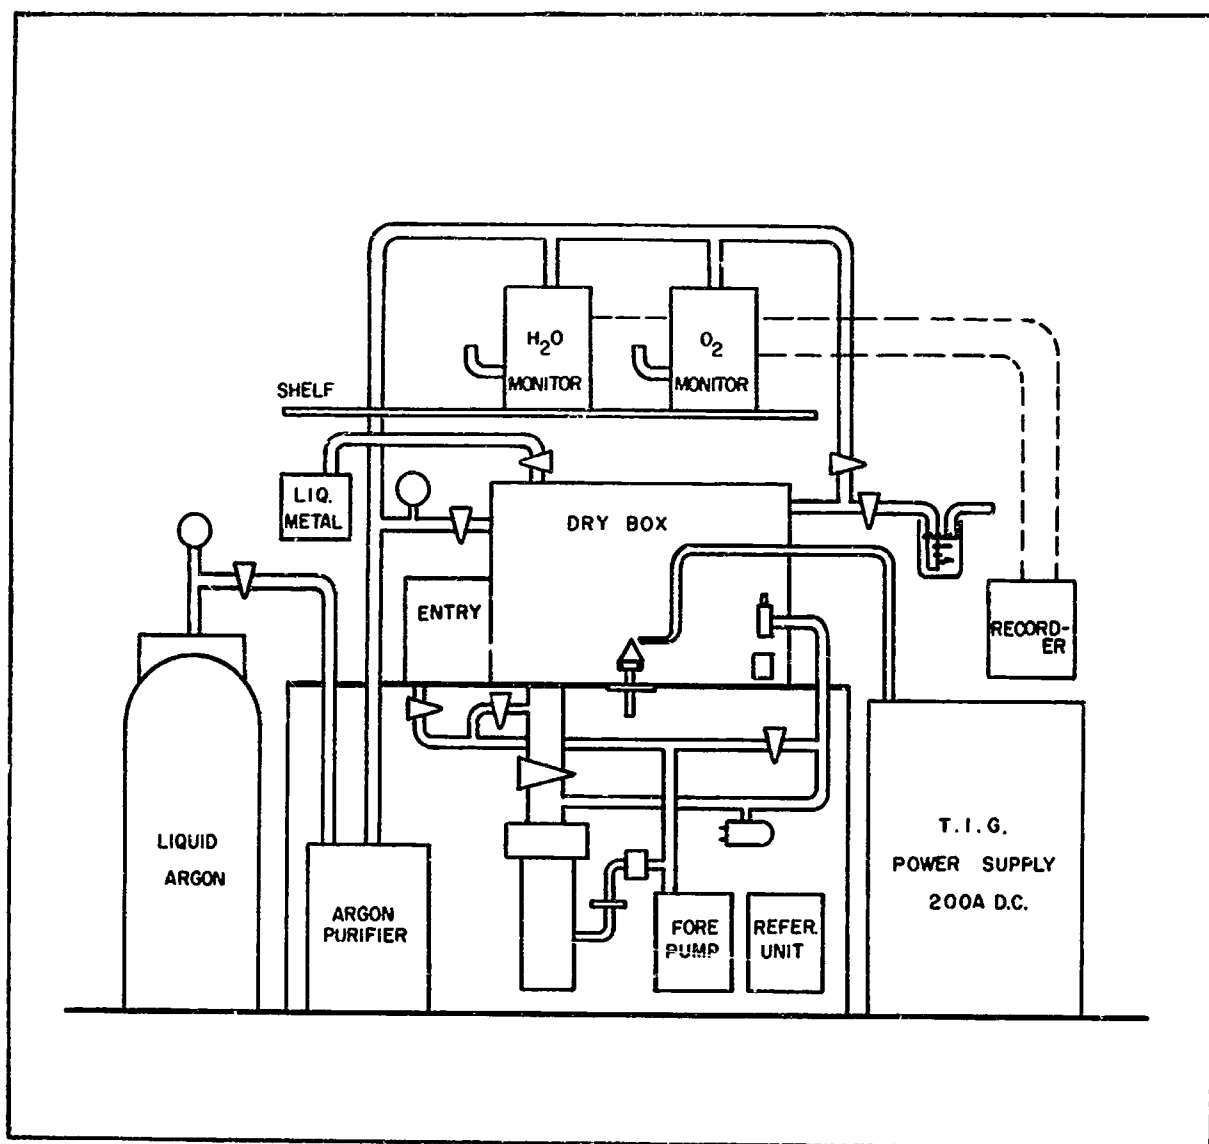 H2O
MONITOR
O2
MONITOR
SHELF
LIQ.
METAL
DRY BOX
ENTRY
RECORD-
ER
LIQUID
ARGON
ARGON
PURIFIER
FORE
PUMP
REFER.
UNIT
T.I.G.
POWER SUPPLY
200A D.C.